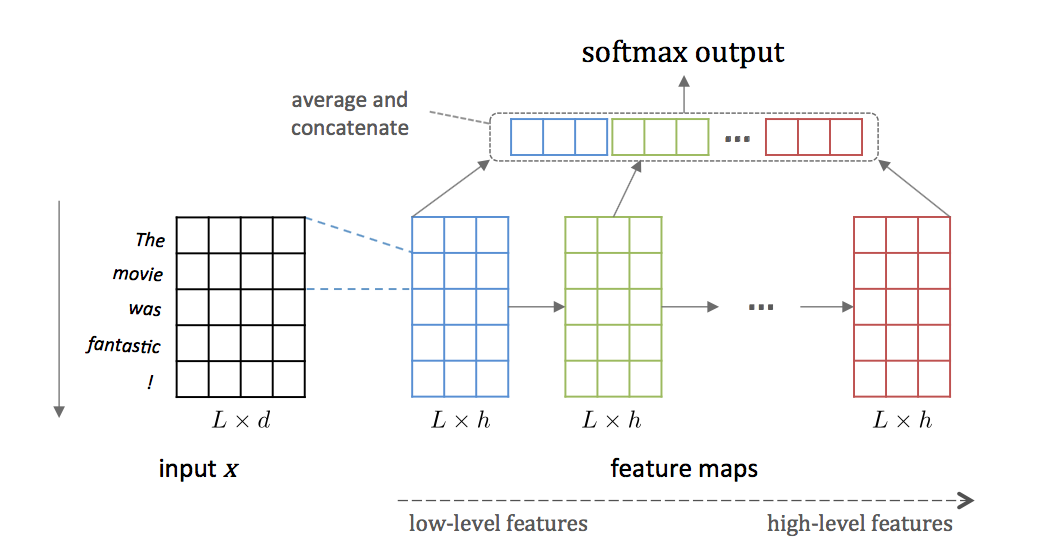 softmax output
average and
concatenate
...
The
movie
was
fantastic
!
...
L × d
L × h
L × h
L × h
input x
feature maps
low-level features
high-level features